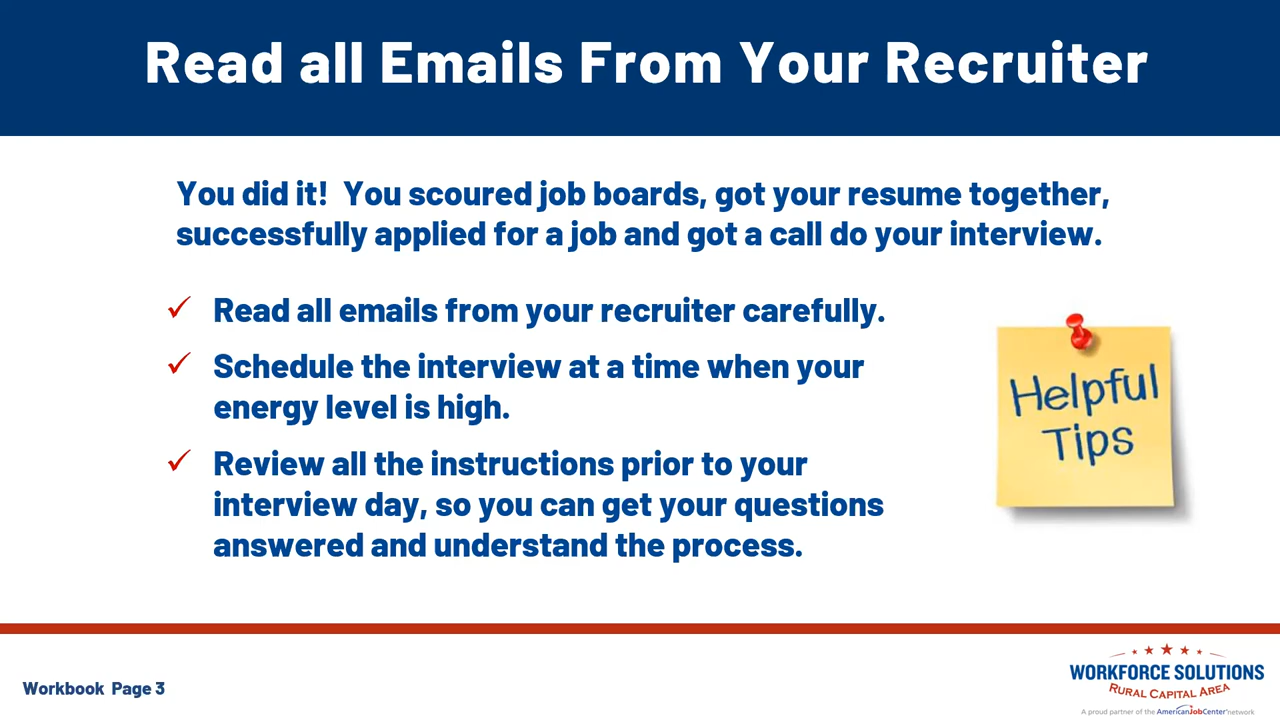 Read all Emails From Your Recruiter
You did it!  You scoured job boards, got your resume together,
successfully applied for a job and got a call do your interview.
✓ Read all emails from your recruiter carefully.
✓ Schedule the interview at a time when your
energy level is high.
✓ Review all the instructions prior to your
interview day, so you can get your questions
answered and understand the process.
Helpful
Tips
Workbook  Page 3
WORKFORCE SOLUTIONS
RURAL CAPITAL AREA
A proud partner of the AmericanJobCenter network